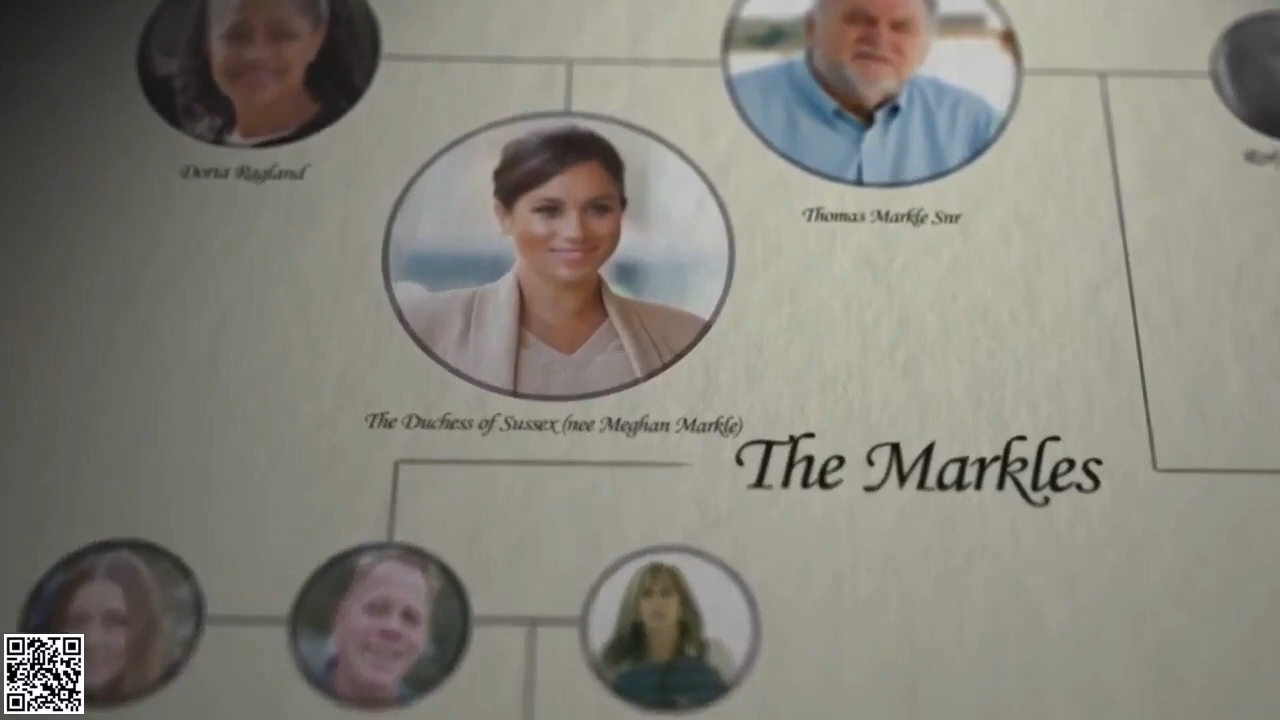 Doria Ragland
Thomas Markle Snr
The Duchess of Sussex (nee Meghan Markle)
The Markles